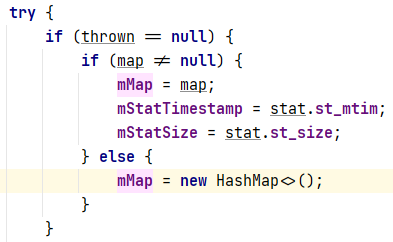 try {
if (thrown == null) {
if (map != null) {
mMap = map;
mStatTimestamp = stat.st_mtim;
mStatSize = stat.st_size;
} else {
mMap = new HashMap<>();
}
}